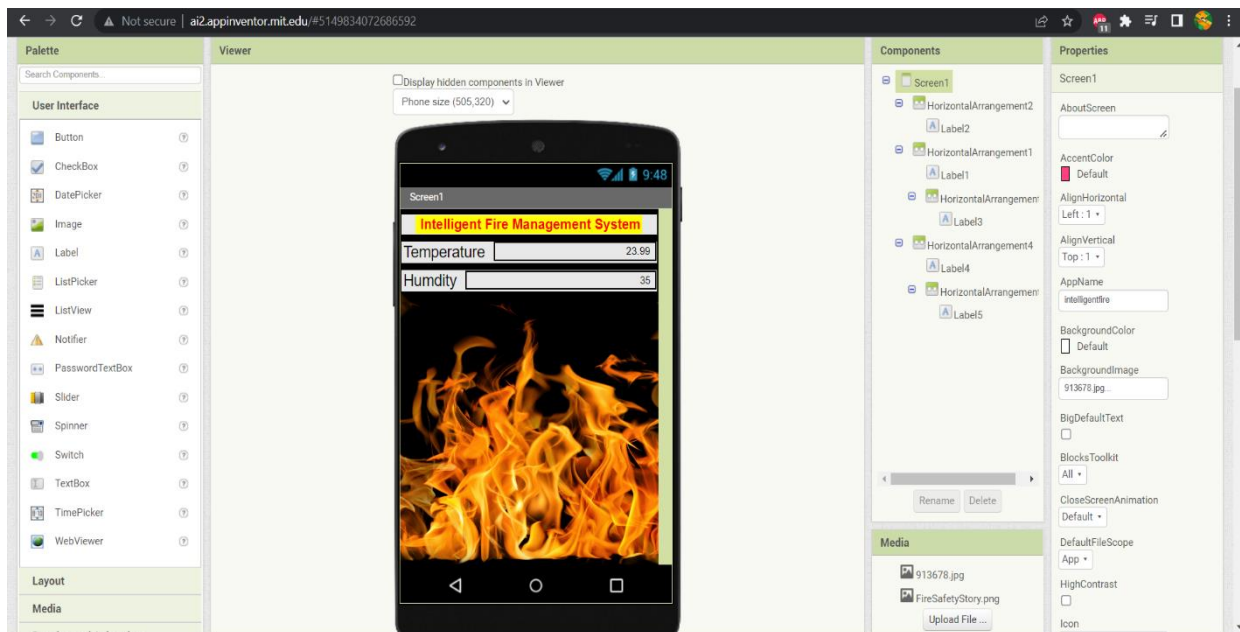 Not secure | ai2.appinventor.mit.edu/#5149834072686592
11
Palette
Search Components...
User Interface
Button
CheckBox
DatePicker
Image
Label
ListPicker
ListView
Notifier
PasswordTextBox
Slider
Spinner
Switch
TextBox
TimePicker
WebViewer
Layout
Media
Viewer
Display hidden components in Viewer
Phone size (505,320)
9:48
Screen1
Intelligent Fire Management System
Temperature 23.99
Humdity 35
Components
Screen1
HorizontalArrangement2
Label2
HorizontalArrangement1
Label1
HorizontalArrangemen
Label3
HorizontalArrangement4
Label4
HorizontalArrangemen
Label5
Rename Delete
Media
913678.jpg
FireSafetyStory.png
Upload File ...
Properties
Screen1
AboutScreen
AccentColor
Default
AlignHorizontal
Left : 1
AlignVertical
Top : 1
AppName
intelligentfire
BackgroundColor
Default
BackgroundImage
913678.jpg...
BigDefaultText
BlocksToolkit
All
CloseScreenAnimation
Default
DefaultFileScope
App
HighContrast
Icon